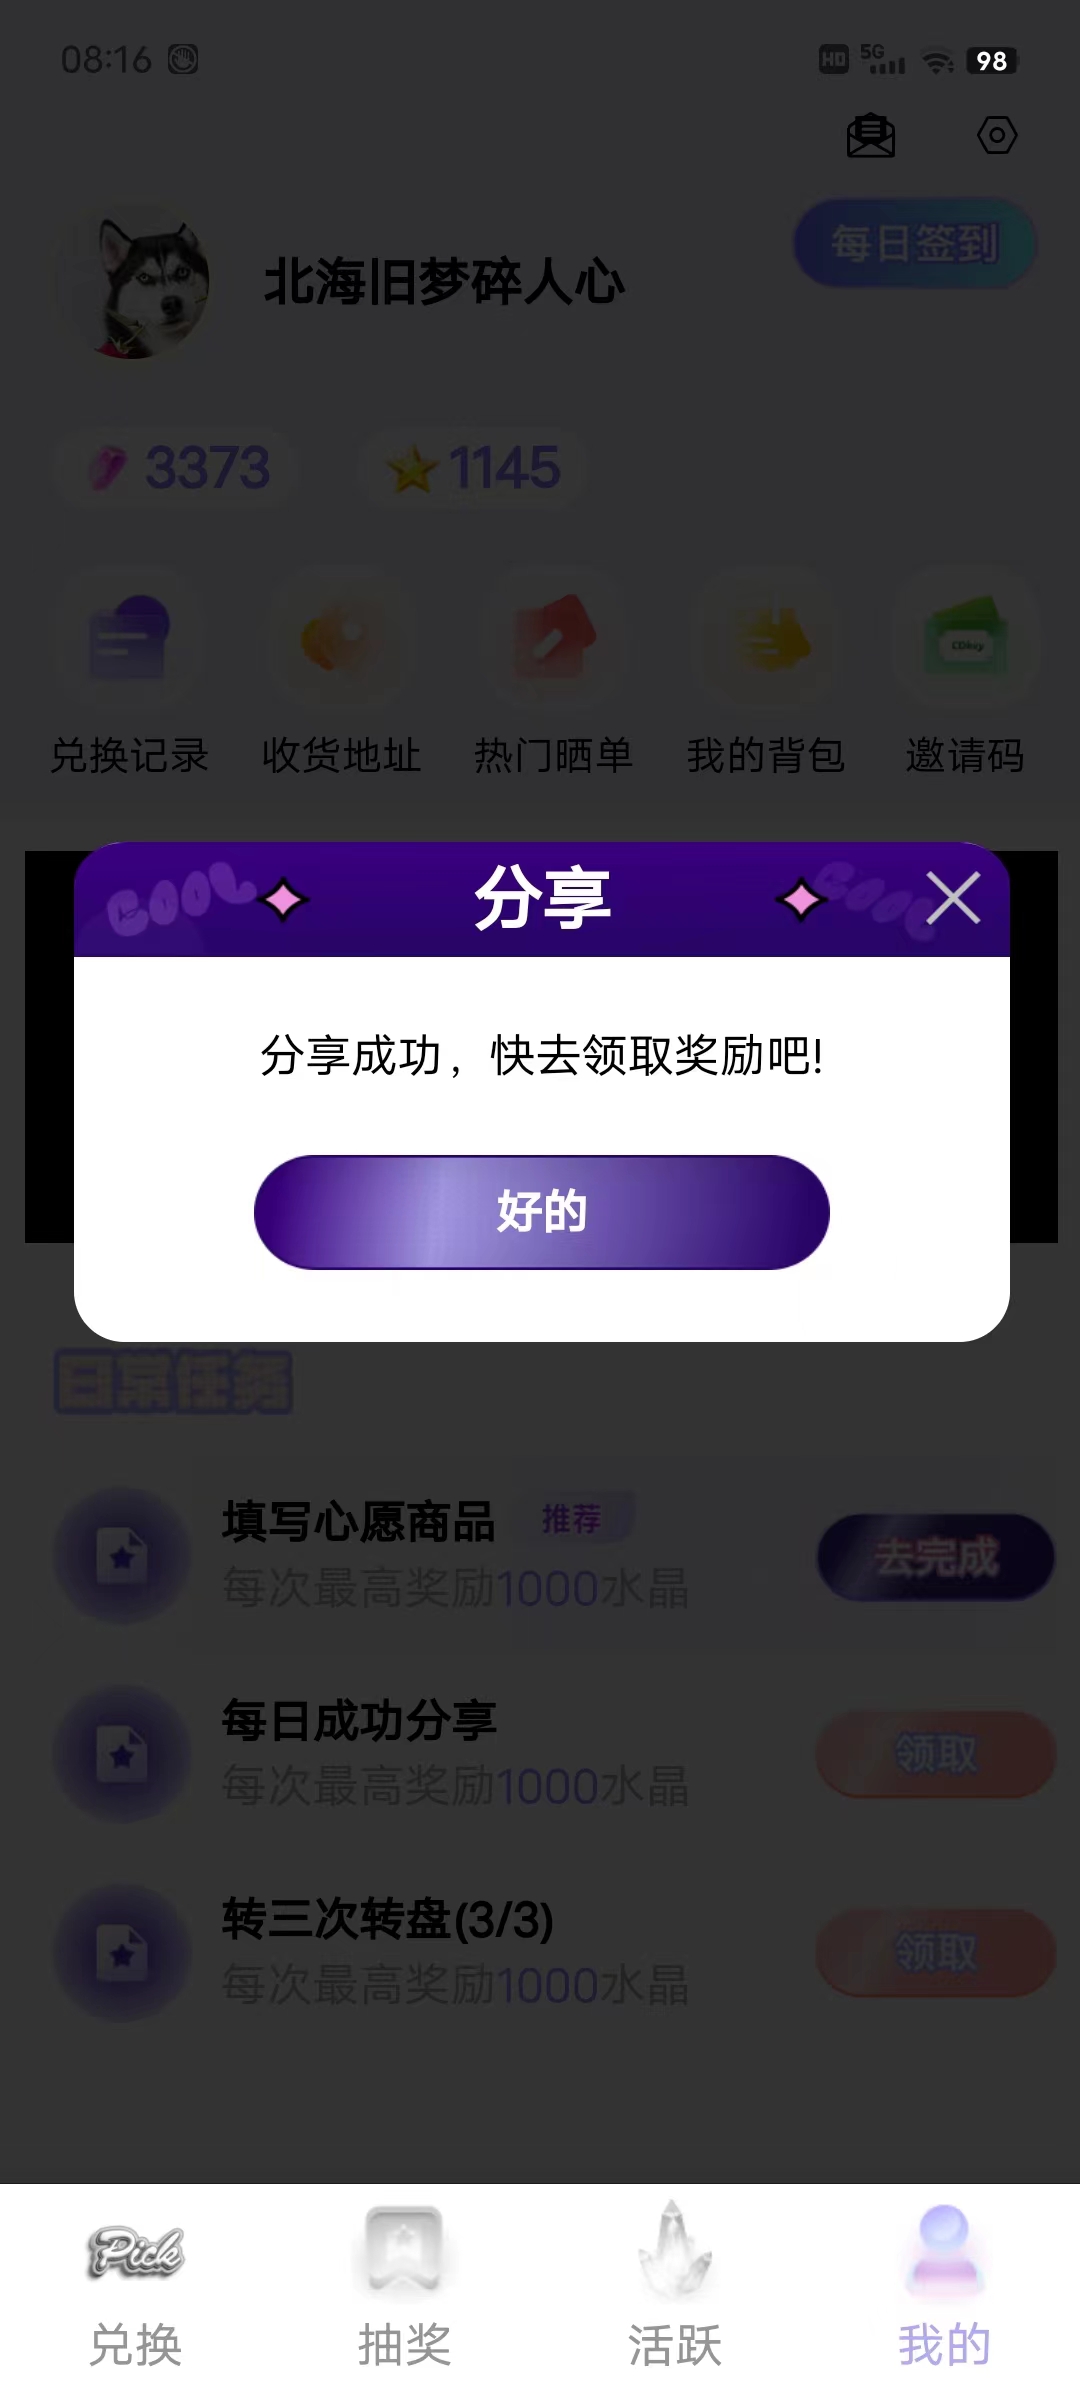 08:16
HD 5G 98
每日签到
北海旧梦碎人心
3373 1145
CDkey
兑换记录 收货地址 热门晒单 我的背包 邀请码
COOL 分享 COOL
分享成功，快去领取奖励吧!
好的
日常任务
填写心愿商品 推荐
每次最高奖励1000水晶
去完成
每日成功分享
每次最高奖励1000水晶
领取
转三次转盘(3/3)
每次最高奖励1000水晶
领取
Pick
兑换 抽奖 活跃 我的